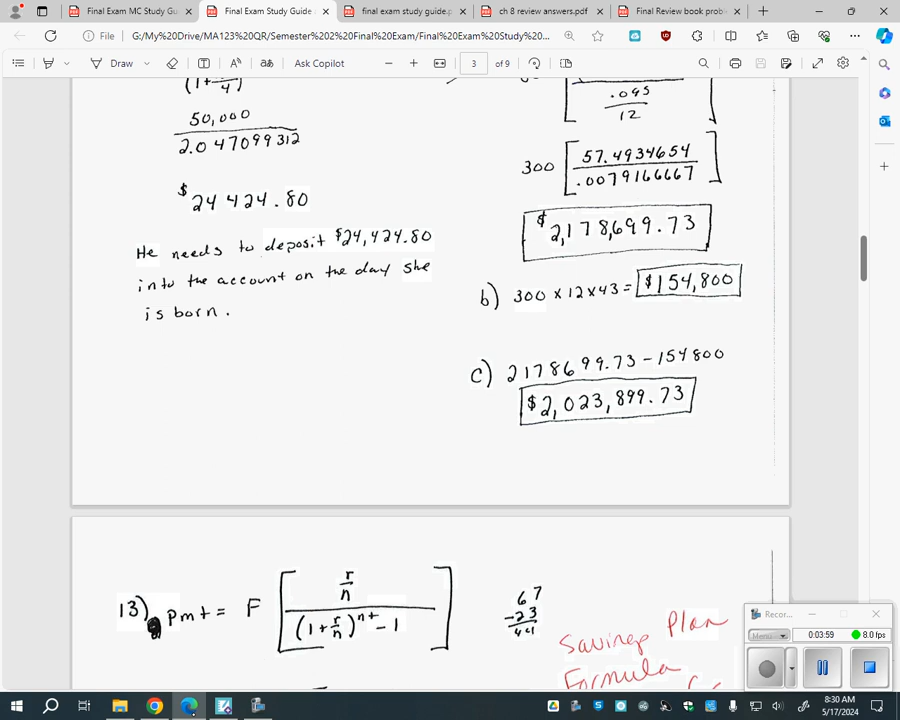 Final Exam MC Study Gu
Final Exam Study Guide
final exam study guide.p
ch 8 review answers.pdf
Final Review book prob
File
G:/My%20Drive/MA123%20QR/Semester%202%20Final%20Exam/Final%20Exam%20Study%20...
Draw
Ask Copilot
3
of 9
(1+ /4)
50,000
2.047099312
$24424.80
He needs to deposit $24,424.80
into the account on the day she
is born.
.095
12
300 [57.4934654
.0079166667]
$2,178,699.73
b) 300 × 12 × 43 = $154,800
c) 2178699.73 - 154800
$2,023,899.73
13) pmt = F [r/n
(1+r/n)^nt - 1]
67
-23
44
Savings Plan
Formula
Recor...
Menu
03:59
8.0 fps
8:30 AM
5/17/2024